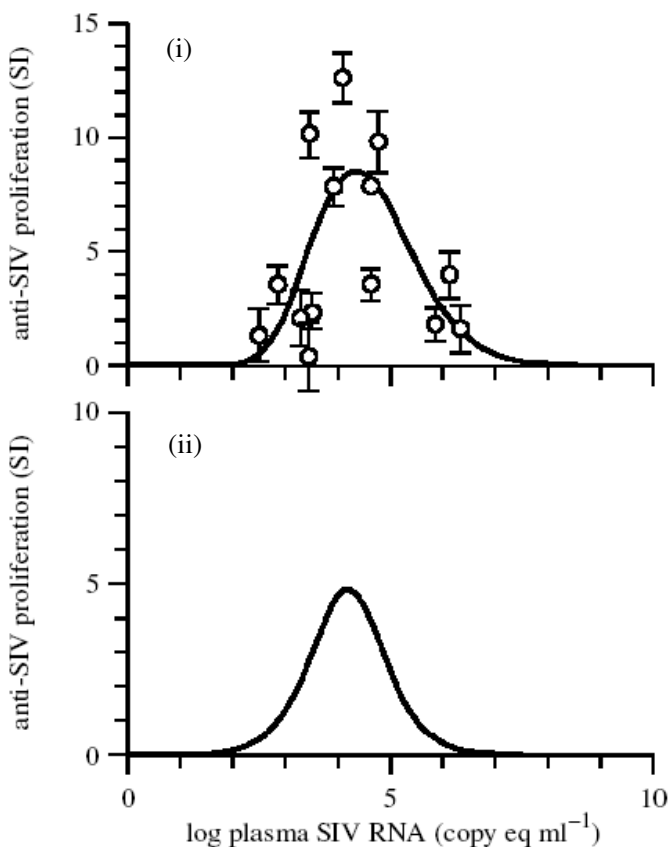 15
(i)
10
anti-SIV proliferation (SI)
5
0
10
(ii)
anti-SIV proliferation (SI)
5
0
0 5 10
log plasma SIV RNA (copy eq ml⁻¹)